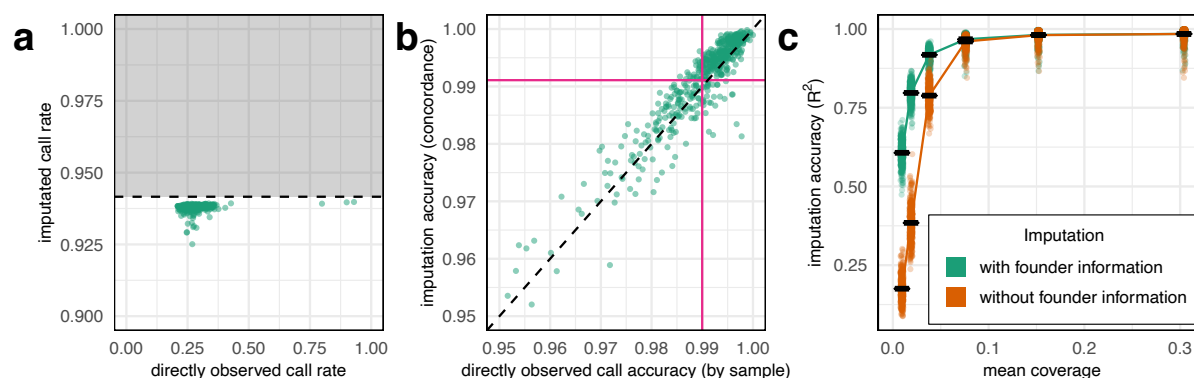 a
1.000
0.975
0.950
0.925
0.900
imputated call rate
0.00
0.25
0.50
0.75
1.00
directly observed call rate
b
1.00
0.99
0.98
0.97
0.96
0.95
imputation accuracy (concordance)
0.95
0.96
0.97
0.98
0.99
1.00
directly observed call accuracy (by sample)
c
1.00
0.75
0.50
0.25
imputation accuracy (R²)
Imputation
with founder information
without founder information
0.0
0.1
0.2
0.3
mean coverage